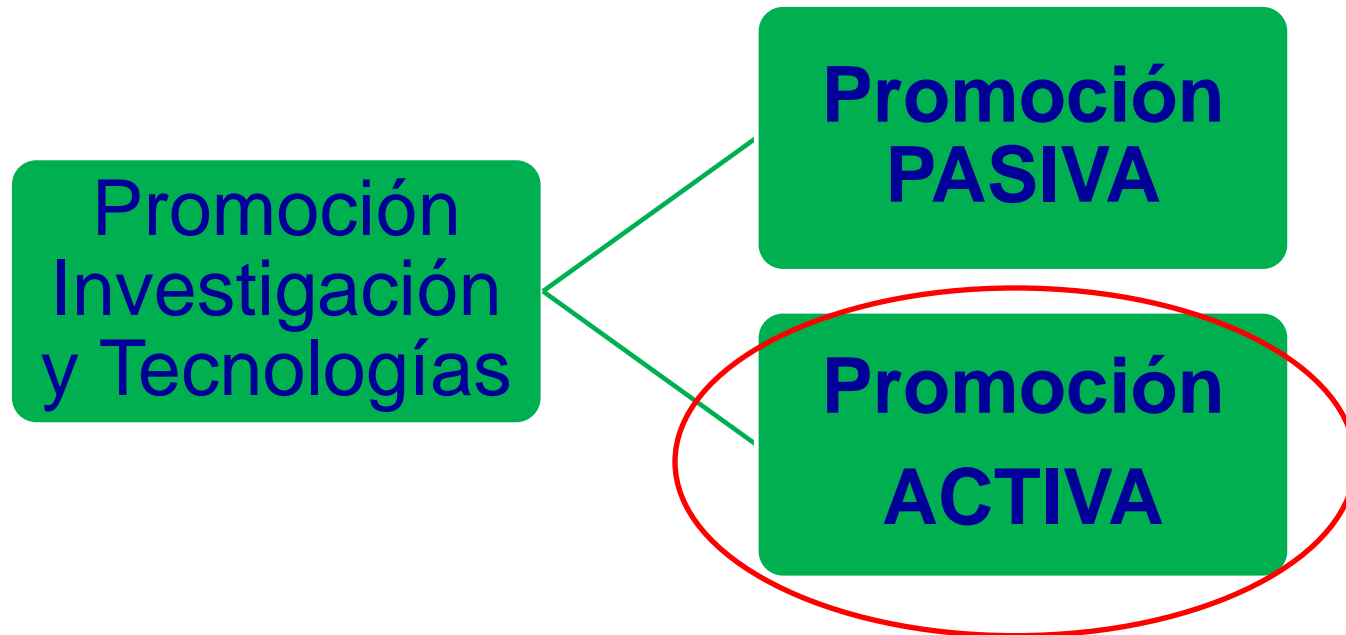 Promoción
Investigación
y Tecnologías
Promoción
PASIVA
Promoción
ACTIVA